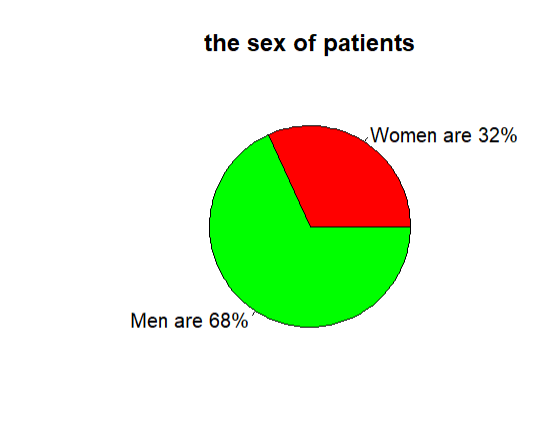 the sex of patients
Women are 32%
Men are 68%